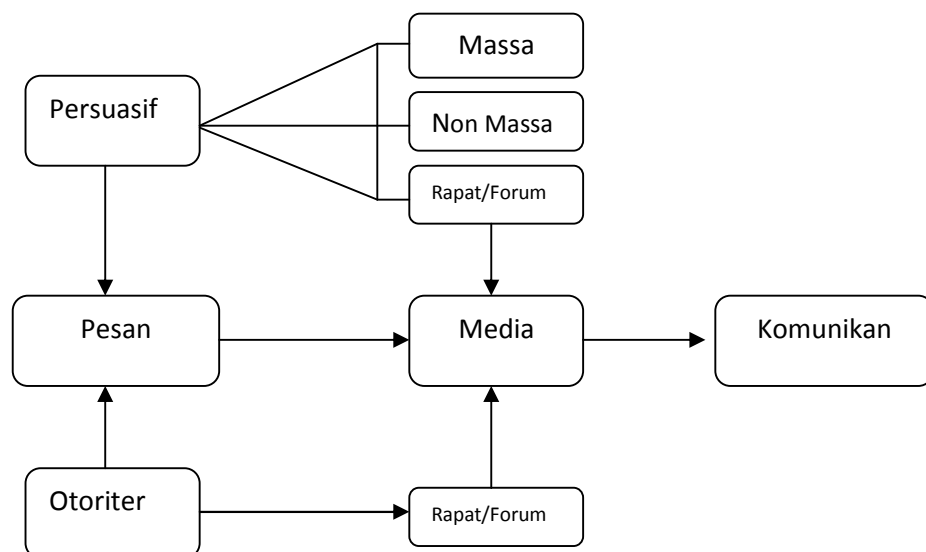 Massa
Persuasif
Non Massa
Rapat/Forum
Pesan
Media
Komunikan
Otoriter
Rapat/Forum